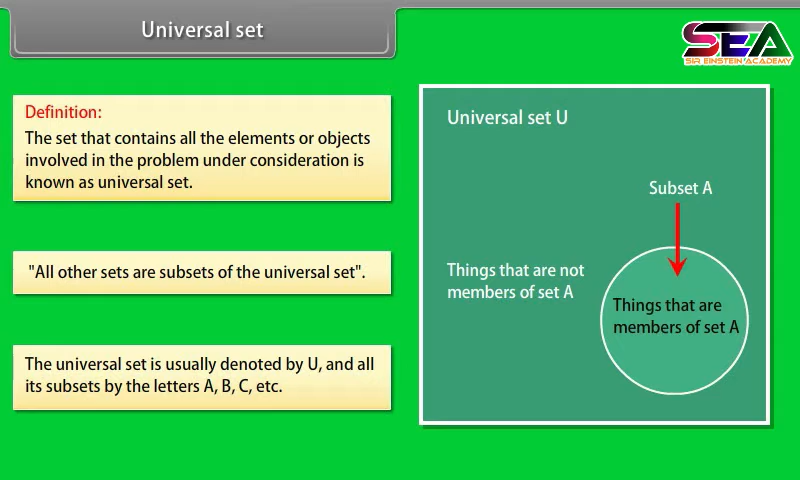 Universal set
SEA
SIR EINSTEIN ACADEMY
Definition:
The set that contains all the elements or objects
involved in the problem under consideration is
known as universal set.
"All other sets are subsets of the universal set".
The universal set is usually denoted by U, and all
its subsets by the letters A, B, C, etc.
Universal set U
Subset A
Things that are not
members of set A
Things that are
members of set A